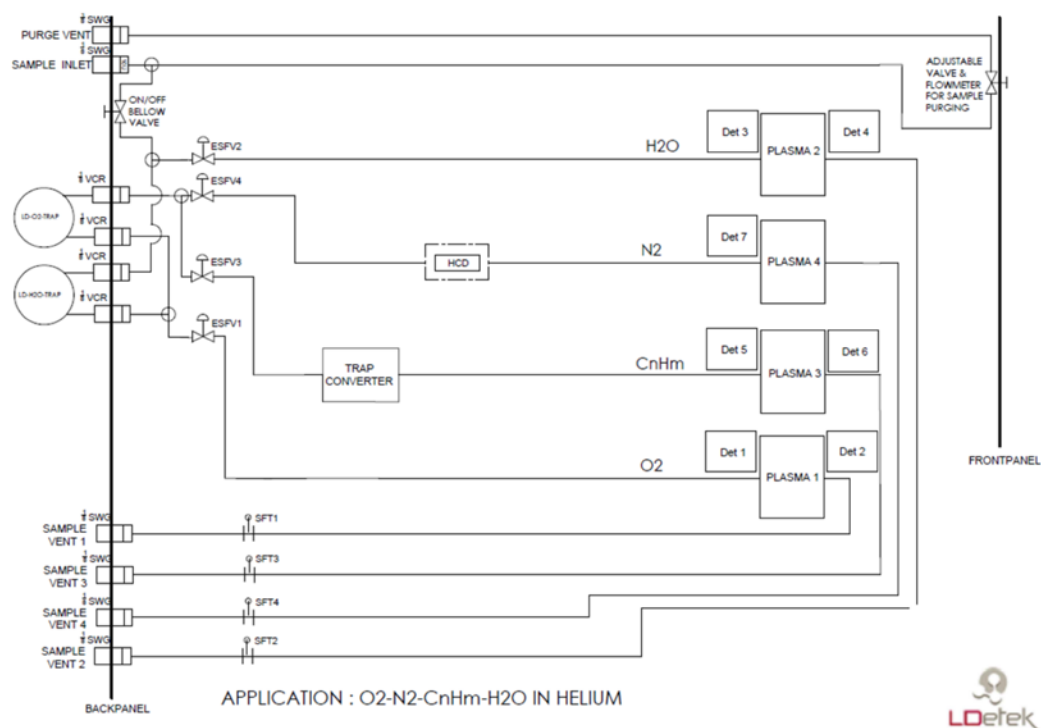 1/4 SWG
PURGE VENT
1/4 SWG
SAMPLE INLET
ADJUSTABLE
VALVE &
FLOWMETER
FOR SAMPLE
PURGING
ON/OFF
BELLOW
VALVE
ESFV2
H2O
Det 3
PLASMA 2
Det 4
VCR
ESFV4
LD-O2-TRAP
VCR
N2
Det 7
PLASMA 4
HCD
VCR
ESFV3
LD-H2O-TRAP
VCR
ESFV1
TRAP
CONVERTER
CnHm
Det 5
PLASMA 3
Det 6
O2
Det 1
PLASMA 1
Det 2
FRONTPANEL
SWG
SAMPLE
VENT 1
SFT1
SWG
SAMPLE
VENT 3
SFT3
SWG
SAMPLE
VENT 4
SFT4
SWG
SAMPLE
VENT 2
SFT2
BACKPANEL
APPLICATION : O2-N2-CnHm-H2O IN HELIUM
LDetek